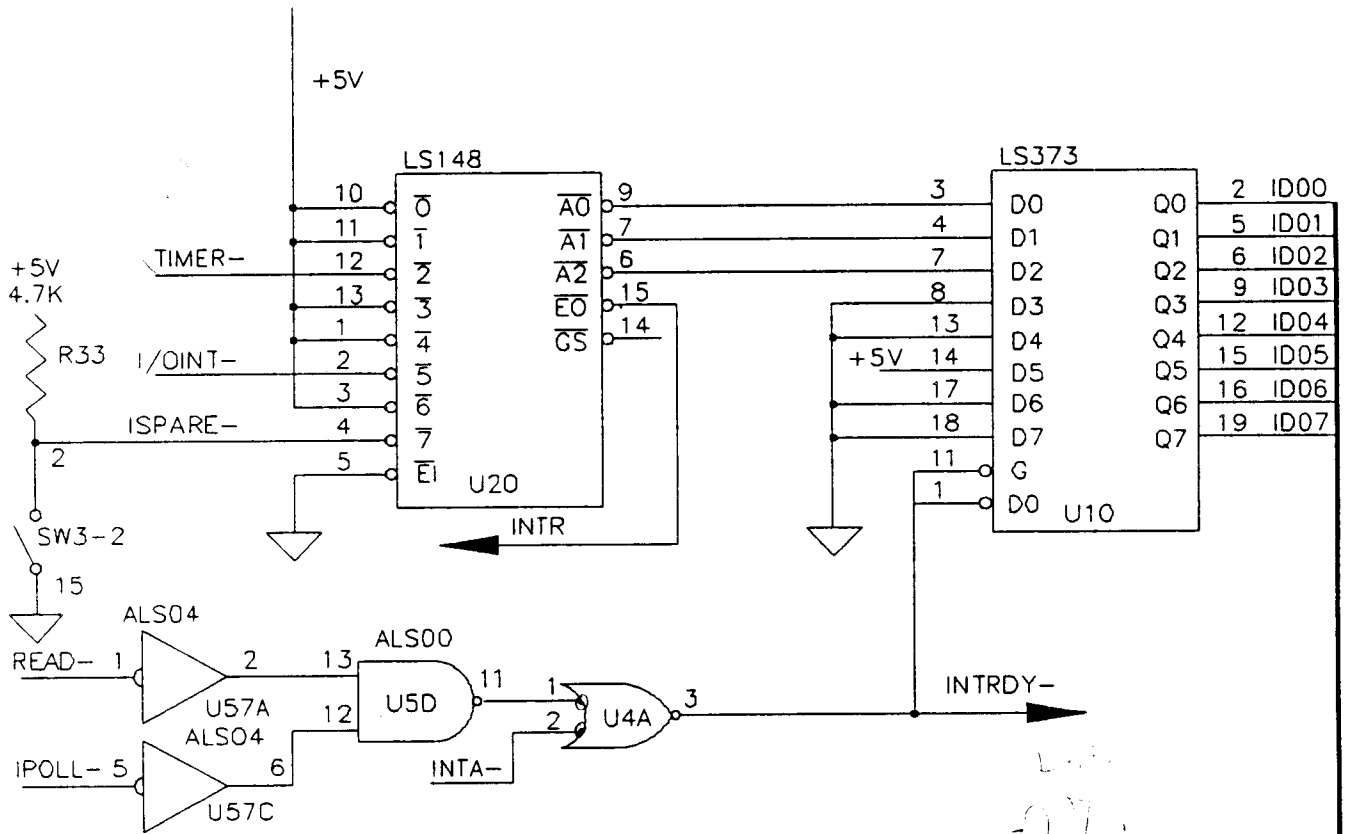 +5V
LS148
LS373
10 0 A0 9 3 D0 Q0 2 ID00
11 1 A1 7 4 D1 Q1 5 ID01
TIMER- 12 2 A2 6 7 D2 Q2 6 ID02
+5V
4.7K
R33
13 3 EO 15 8 D3 Q3 9 ID03
1 4 GS 14 13 D4 Q4 12 ID04
I/OINT- 2 5 +5V 14 D5 Q5 15 ID05
3 6 17 D6 Q6 16 ID06
ISPARE- 4 7 18 D7 Q7 19 ID07
2
5 EI U20 11 G
1 DO U10
INTR
SW3-2
15
ALS04
ALS00
READ- 1 2 13
U57A
U5D 11 1 U4A 3 INTRDY-
12 2
ALS04
INTA-
IPOLL- 5 6
U57C